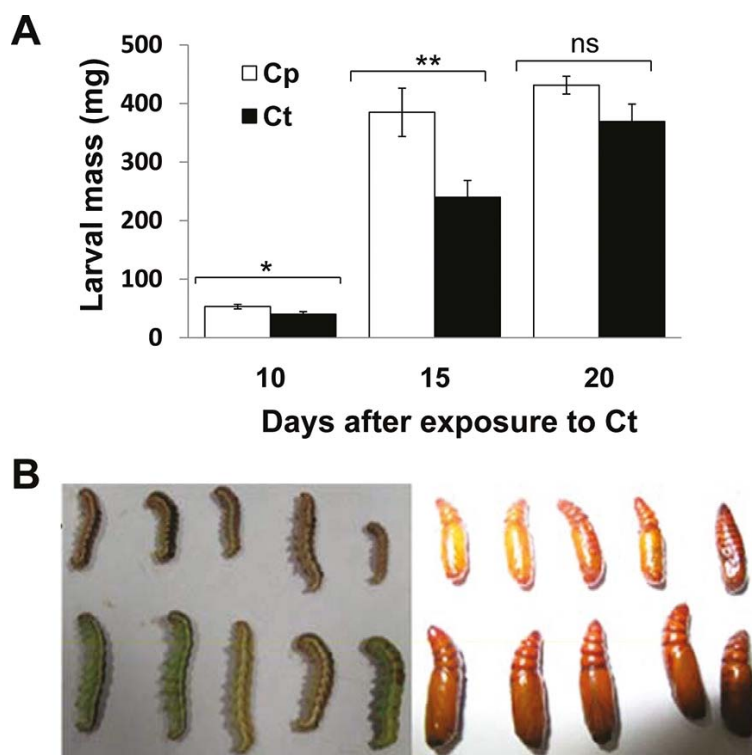 A
Larval mass (mg)
500
400
300
200
100
0
Cp
Ct
*
**
ns
10 15 20
Days after exposure to Ct
B